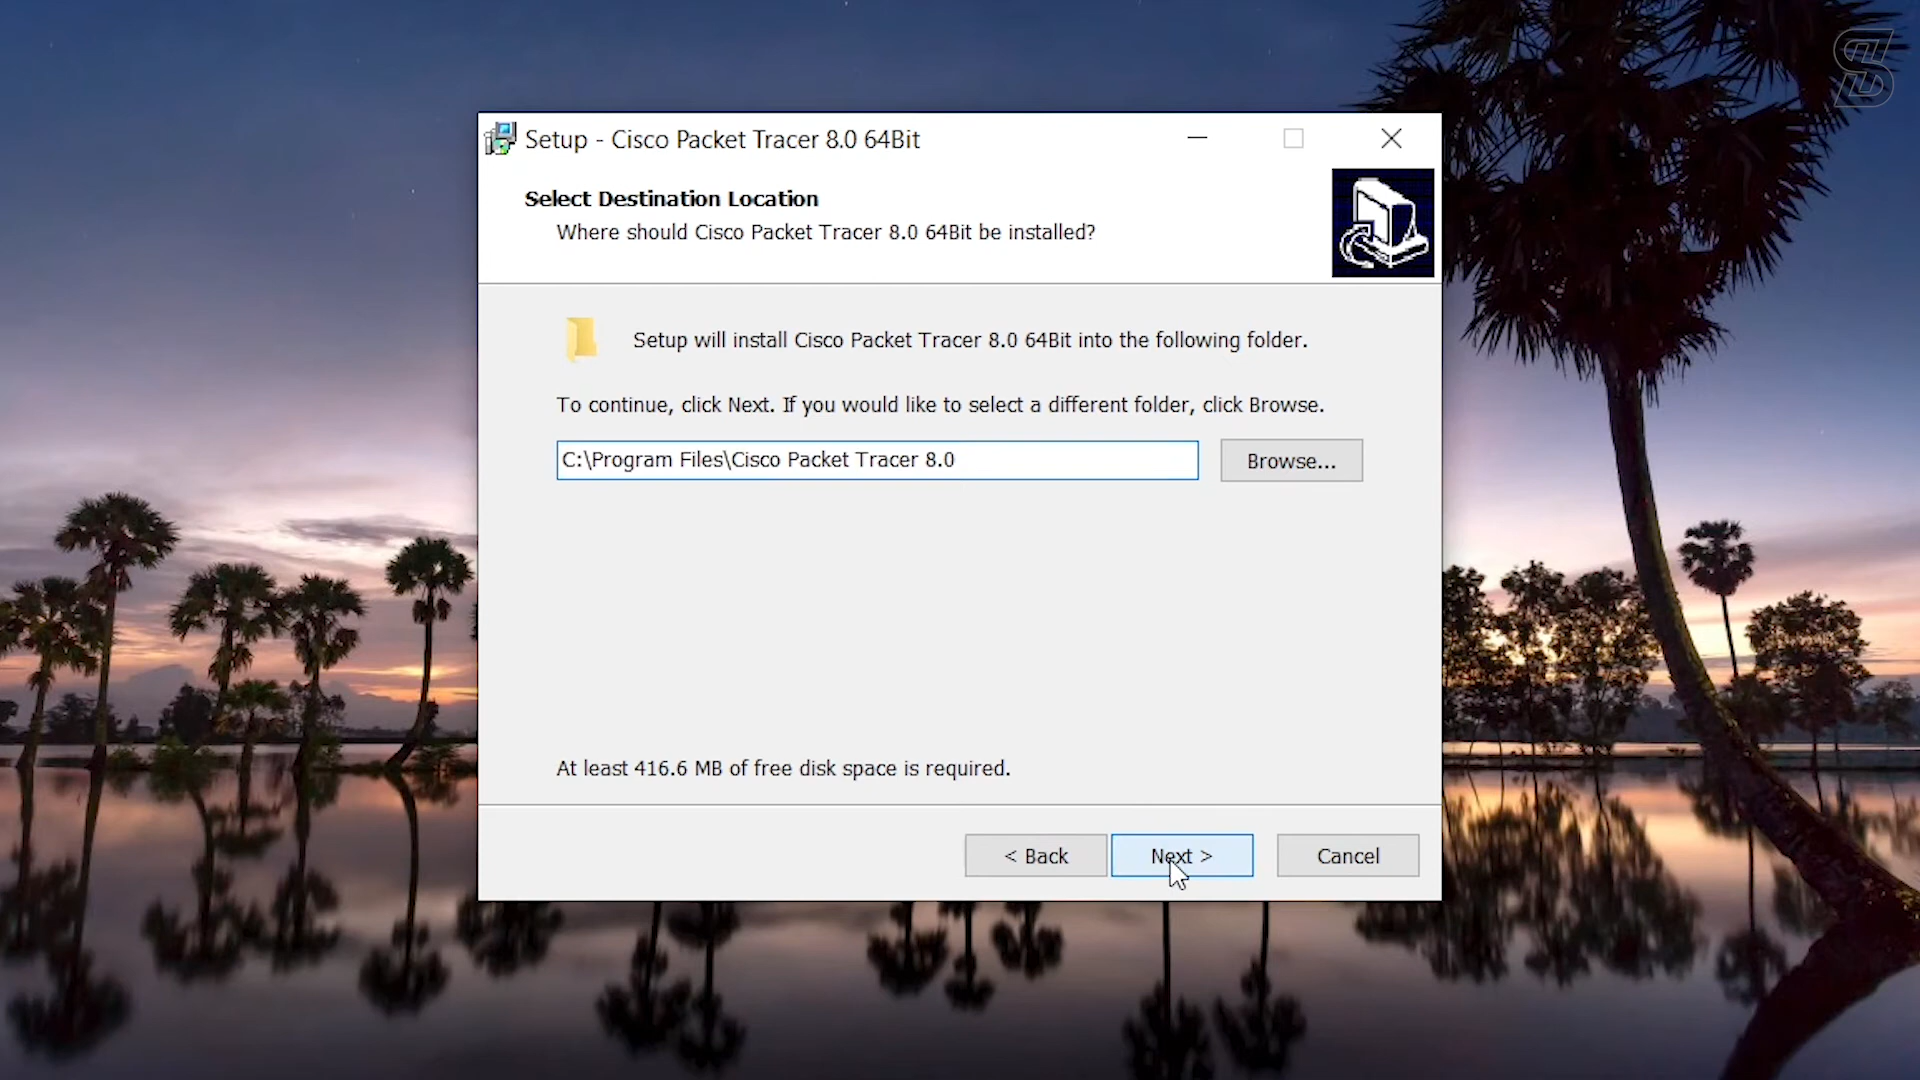 Setup - Cisco Packet Tracer 8.0 64Bit
Select Destination Location
Where should Cisco Packet Tracer 8.0 64Bit be installed?
Setup will install Cisco Packet Tracer 8.0 64Bit into the following folder.
To continue, click Next. If you would like to select a different folder, click Browse.
C:\Program Files\Cisco Packet Tracer 8.0
Browse...
At least 416.6 MB of free disk space is required.
< Back
Next >
Cancel